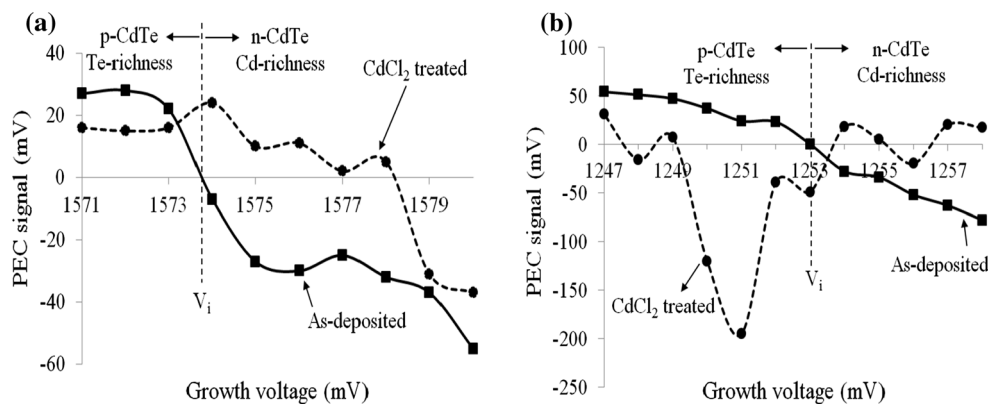 (a)
p-CdTe n-CdTe
Te-richness Cd-richness
CdCl2 treated
40
20
0
-20
-40
-60
PEC signal (mV)
1571 1573 1575 1577 1579
Vi
As-deposited
Growth voltage (mV)
(b)
p-CdTe n-CdTe
Te-richness Cd-richness
100
50
0
-50
-100
-150
-200
-250
PEC signal (mV)
1247 1249 1251 1253 1255 1257
As-deposited
CdCl2 treated
Vi
Growth voltage (mV)